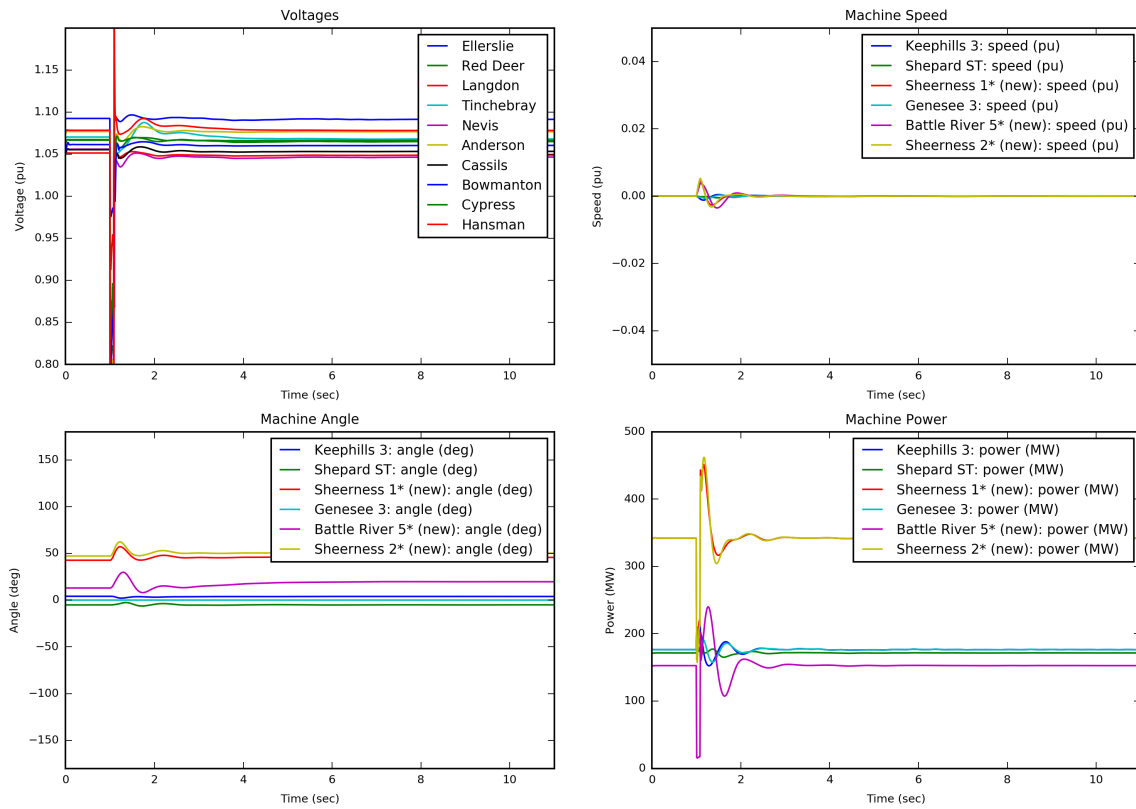 Voltages
1.15
1.10
1.05
1.00
0.95
0.90
0.85
0.80
Voltage (pu)
Ellerslie
Red Deer
Langdon
Tinchebray
Nevis
Anderson
Cassils
Bowmanton
Cypress
Hansman
0 2 4 6 8 10
Time (sec)
Machine Speed
0.04
0.02
0.00
−0.02
−0.04
Speed (pu)
Keephills 3: speed (pu)
Shepard ST: speed (pu)
Sheerness 1* (new): speed (pu)
Genesee 3: speed (pu)
Battle River 5* (new): speed (pu)
Sheerness 2* (new): speed (pu)
0 2 4 6 8 10
Time (sec)
Machine Angle
150
100
50
0
−50
−100
−150
Angle (deg)
Keephills 3: angle (deg)
Shepard ST: angle (deg)
Sheerness 1* (new): angle (deg)
Genesee 3: angle (deg)
Battle River 5* (new): angle (deg)
Sheerness 2* (new): angle (deg)
0 2 4 6 8 10
Time (sec)
Machine Power
500
400
300
200
100
0
Power (MW)
Keephills 3: power (MW)
Shepard ST: power (MW)
Sheerness 1* (new): power (MW)
Genesee 3: power (MW)
Battle River 5* (new): power (MW)
Sheerness 2* (new): power (MW)
0 2 4 6 8 10
Time (sec)